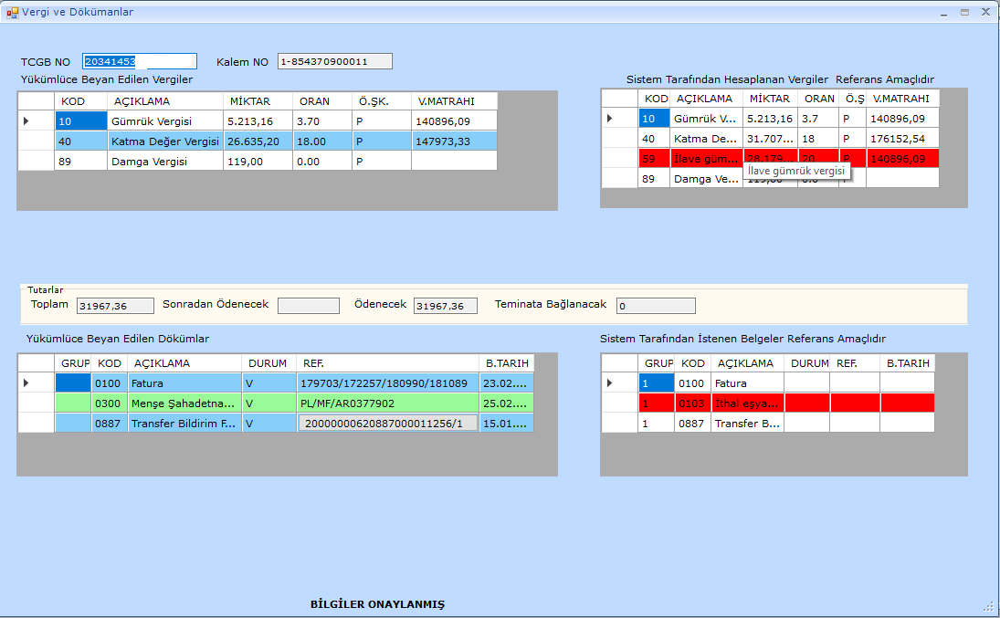 Vergi ve Dökümanlar
TCGB NO 20341453 Kalem NO 1-854370900011
Yükümlüce Beyan Edilen Vergiler
KOD AÇIKLAMA MİKTAR ORAN Ö.ŞK. V.MATRAHI
10 Gümrük Vergisi 5.213,16 3.70 P 140896,09
40 Katma Değer Vergisi 26.635,20 18.00 P 147973,33
89 Damga Vergisi 119,00 0.00 P
Sistem Tarafından Hesaplanan Vergiler Referans Amaçlıdır
KOD AÇIKLAMA MİKTAR ORAN Ö.Ş V.MATRAHI
10 Gümrük V... 5.213,16 3.7 P 140896,09
40 Katma De... 31.707... 18 P 176152,54
59 İlave güm... 28.179... 20 P 140896,09
İlave gümrük vergisi
89 Damga Ve... 119,00 0.0 P
Tutarlar
Toplam 31967,36 Sonradan Ödenecek Ödenecek 31967,36 Teminata Bağlanacak 0
Yükümlüce Beyan Edilen Dökümlar
GRUP KOD AÇIKLAMA DURUM REF. B.TARIH
0100 Fatura V 179703/172257/180990/181089 23.02....
0300 Menşe Şahadetna... V PL/MF/AR0377902 25.02....
0887 Transfer Bildirim F... V 20000000620887000011256/1 15.01....
Sistem Tarafından İstenen Belgeler Referans Amaçlıdır
GRUP KOD AÇIKLAMA DURUM REF. B.TARIH
1 0100 Fatura
1 0103 İthal eşya...
1 0887 Transfer B...
BİLGİLER ONAYLANMIŞ